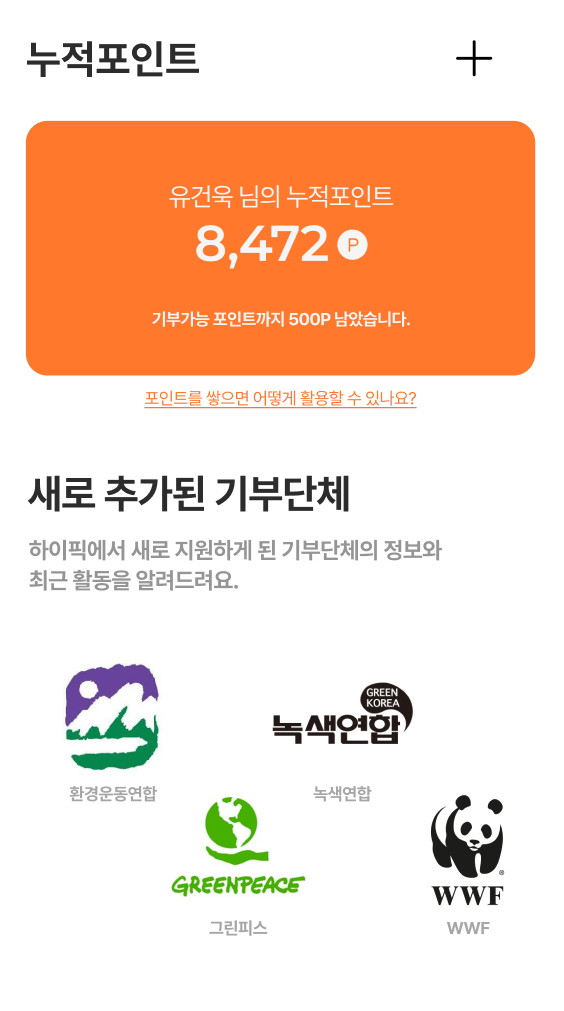 누적포인트
유건욱 님의 누적포인트
8,472 P
기부가능 포인트까지 500P 남았습니다.
포인트를 쌓으면 어떻게 활용할 수 있나요?
새로 추가된 기부단체
하이픽에서 새로 지원하게 된 기부단체의 정보와
최근 활동을 알려드려요.
GREEN
KOREA
녹색연합
환경운동연합
녹색연합
GREENPEACE
WWF
®
그린피스
WWF